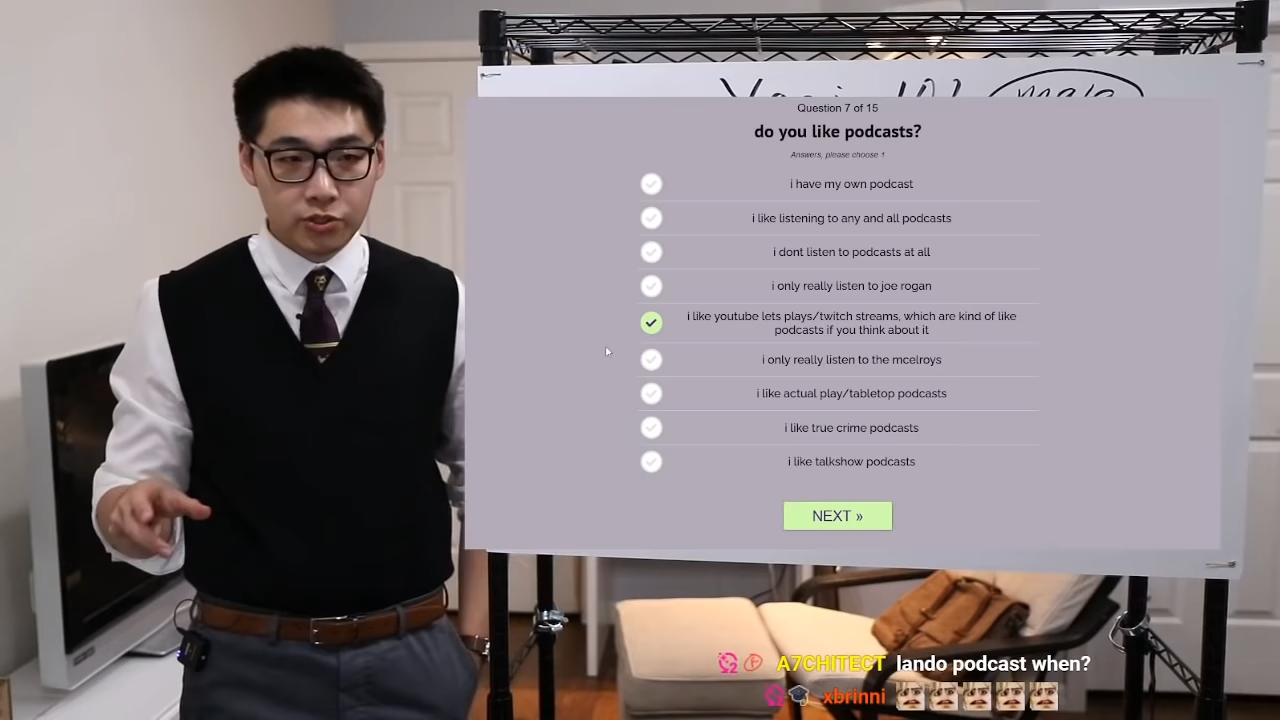 Question 7 of 15
do you like podcasts?
Answers, please choose 1
i have my own podcast
i like listening to any and all podcasts
i dont listen to podcasts at all
i only really listen to joe rogan
i like youtube lets plays/twitch streams, which are kind of like
podcasts if you think about it
i only really listen to the mcelroys
i like actual play/tabletop podcasts
i like true crime podcasts
i like talkshow podcasts
NEXT »
A7CHITECT lando podcast when?
xbrinni